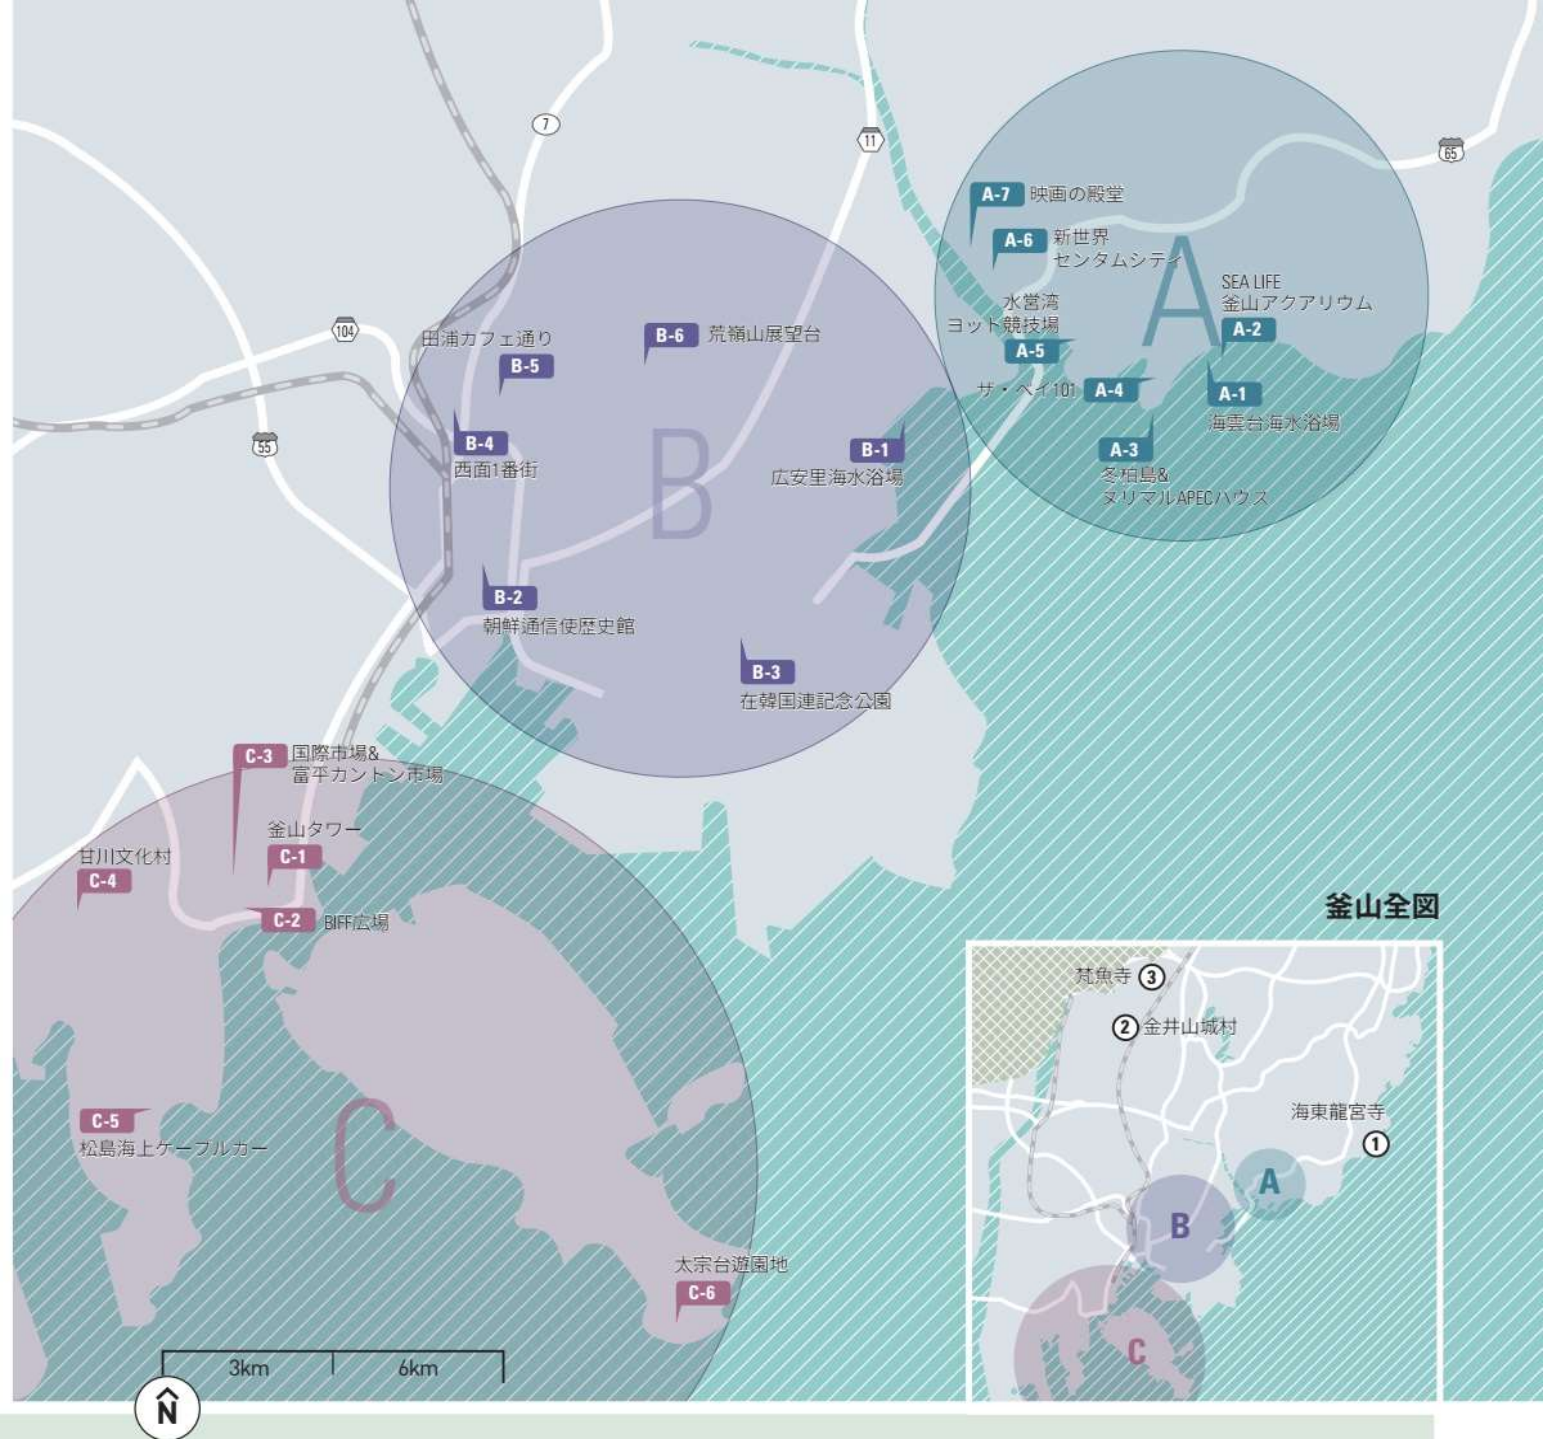 7
11
65
A-7 映画の殿堂
A-6 新世界
センタムシティ
A
SEA LIFE
釜山アクアリウム
A-2
水営湾
ヨット競技場
A-5
ザ・ベイ101 A-4
A-1
海雲台海水浴場
A-3
冬柏島&
ヌリマルAPECハウス
104
55
田浦カフェ通り
B-5
B-6 荒嶺山展望台
B-4
西面1番街
B
B-1
広安里海水浴場
B-2
朝鮮通信使歴史館
B-3
在韓国連記念公園
C-3 国際市場&
富平カントン市場
釜山タワー
C-1
甘川文化村
C-4
C-2 BIFF広場
C-5
松島海上ケーブルカー
C
太宗台遊園地
C-6
3km 6km
N
釜山全図
梵魚寺 3
2 金井山城村
海東龍宮寺
1
A
B
C